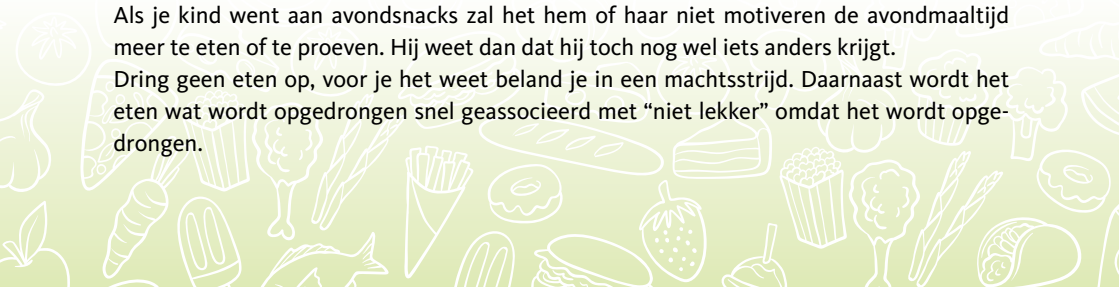 Als je kind went aan avondsnacks zal het hem of haar niet motiveren de avondmaaltijd
meer te eten of te proeven. Hij weet dan dat hij toch nog wel iets anders krijgt.
Dring geen eten op, voor je het weet beland je in een machtsstrijd. Daarnaast wordt het
eten wat wordt opgedrongen snel geassocieerd met “niet lekker” omdat het wordt opge-
drongen.